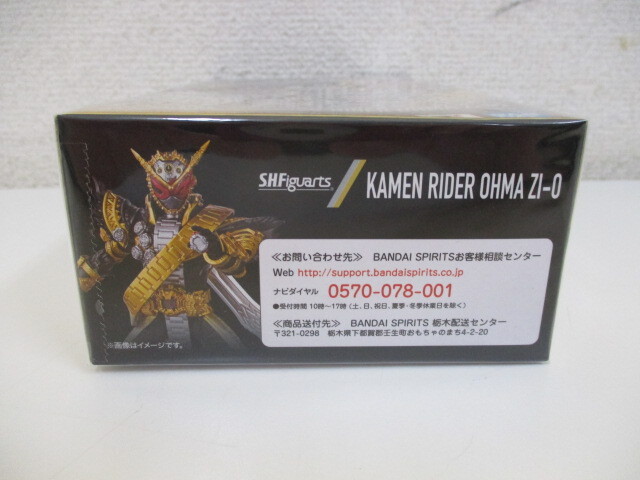 S.H.Figuarts KAMEN RIDER OHMA ZI-O
≪お問い合わせ先≫ BANDAI SPIRITSお客様相談センター
Web http://support.bandaispirits.co.jp
ナビダイヤル 0570-078-001
●受付時間 10時～17時 (土、日、祝日、夏季・冬季休業日を除く)
≪商品送付先≫ BANDAI SPIRITS 栃木配送センター
〒321-0298 栃木県下都賀郡壬生町おもちゃのまち4-2-20
※画像はイメージです。